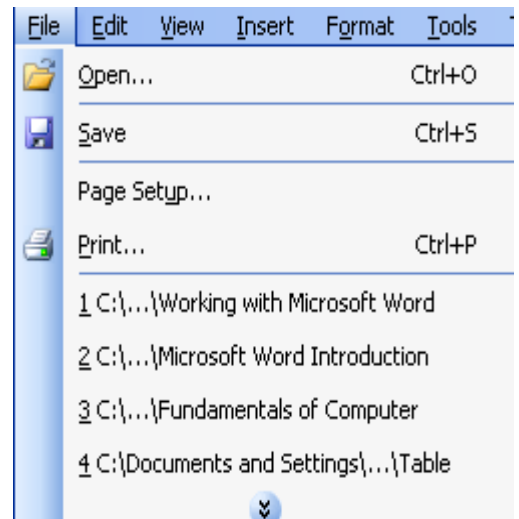 File Edit View Insert Format Tools
Open... Ctrl+O
Save Ctrl+S
Page Setup...
Print... Ctrl+P
1 C:\...\Working with Microsoft Word
2 C:\...\Microsoft Word Introduction
3 C:\...\Fundamentals of Computer
4 C:\Documents and Settings\...\Table